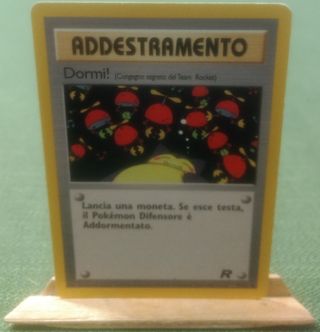 ADDESTRAMENTO
Dormi! (Congegno segreto del Team Rocket)
Lancia una moneta. Se esce testa,
il Pokémon Difensore è
Addormentato.
R